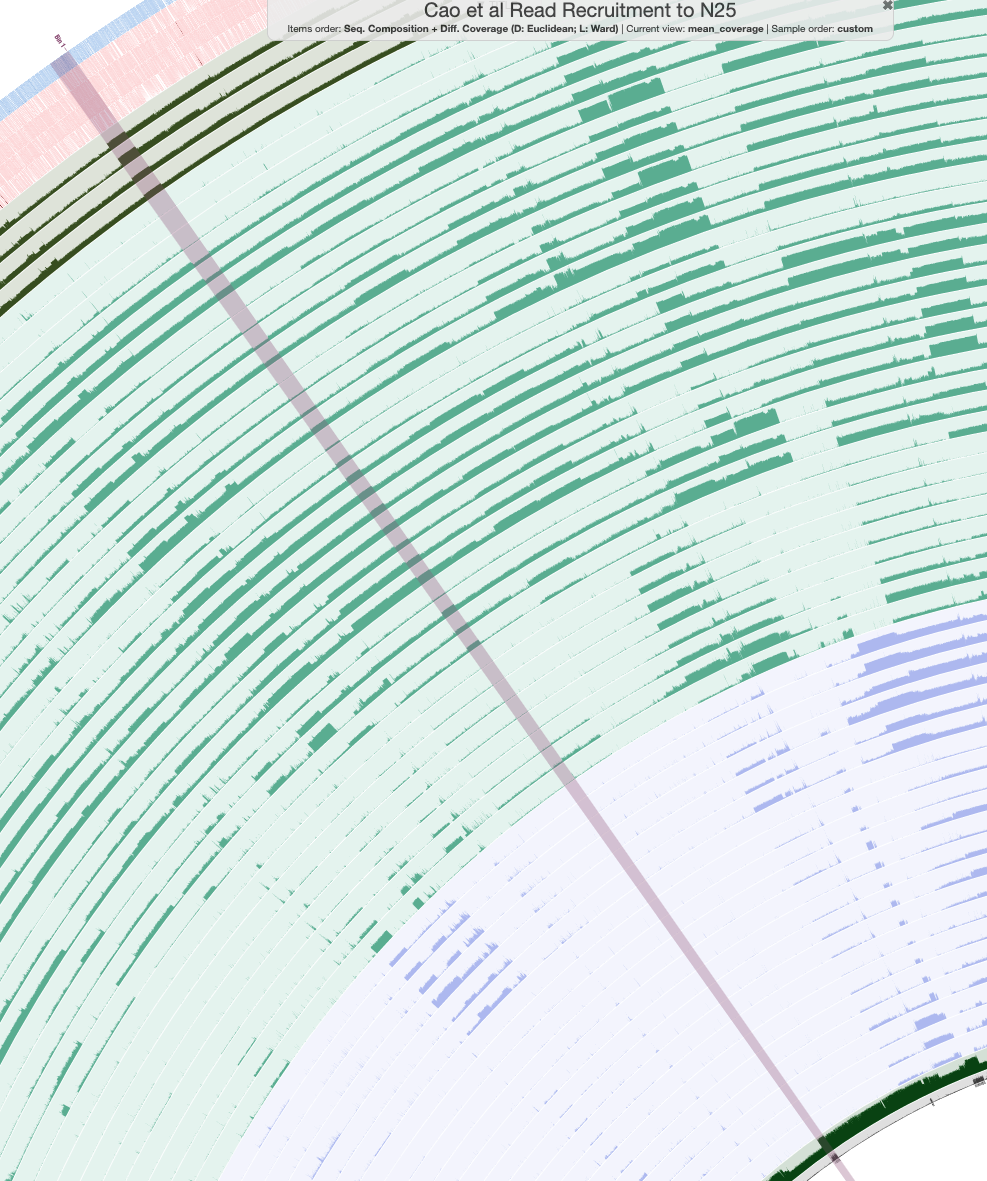 Cao et al Read Recruitment to N25
Items order: Seq. Composition + Diff. Coverage (D: Euclidean; L: Ward) | Current view: mean_coverage | Sample order: custom
Bin 1